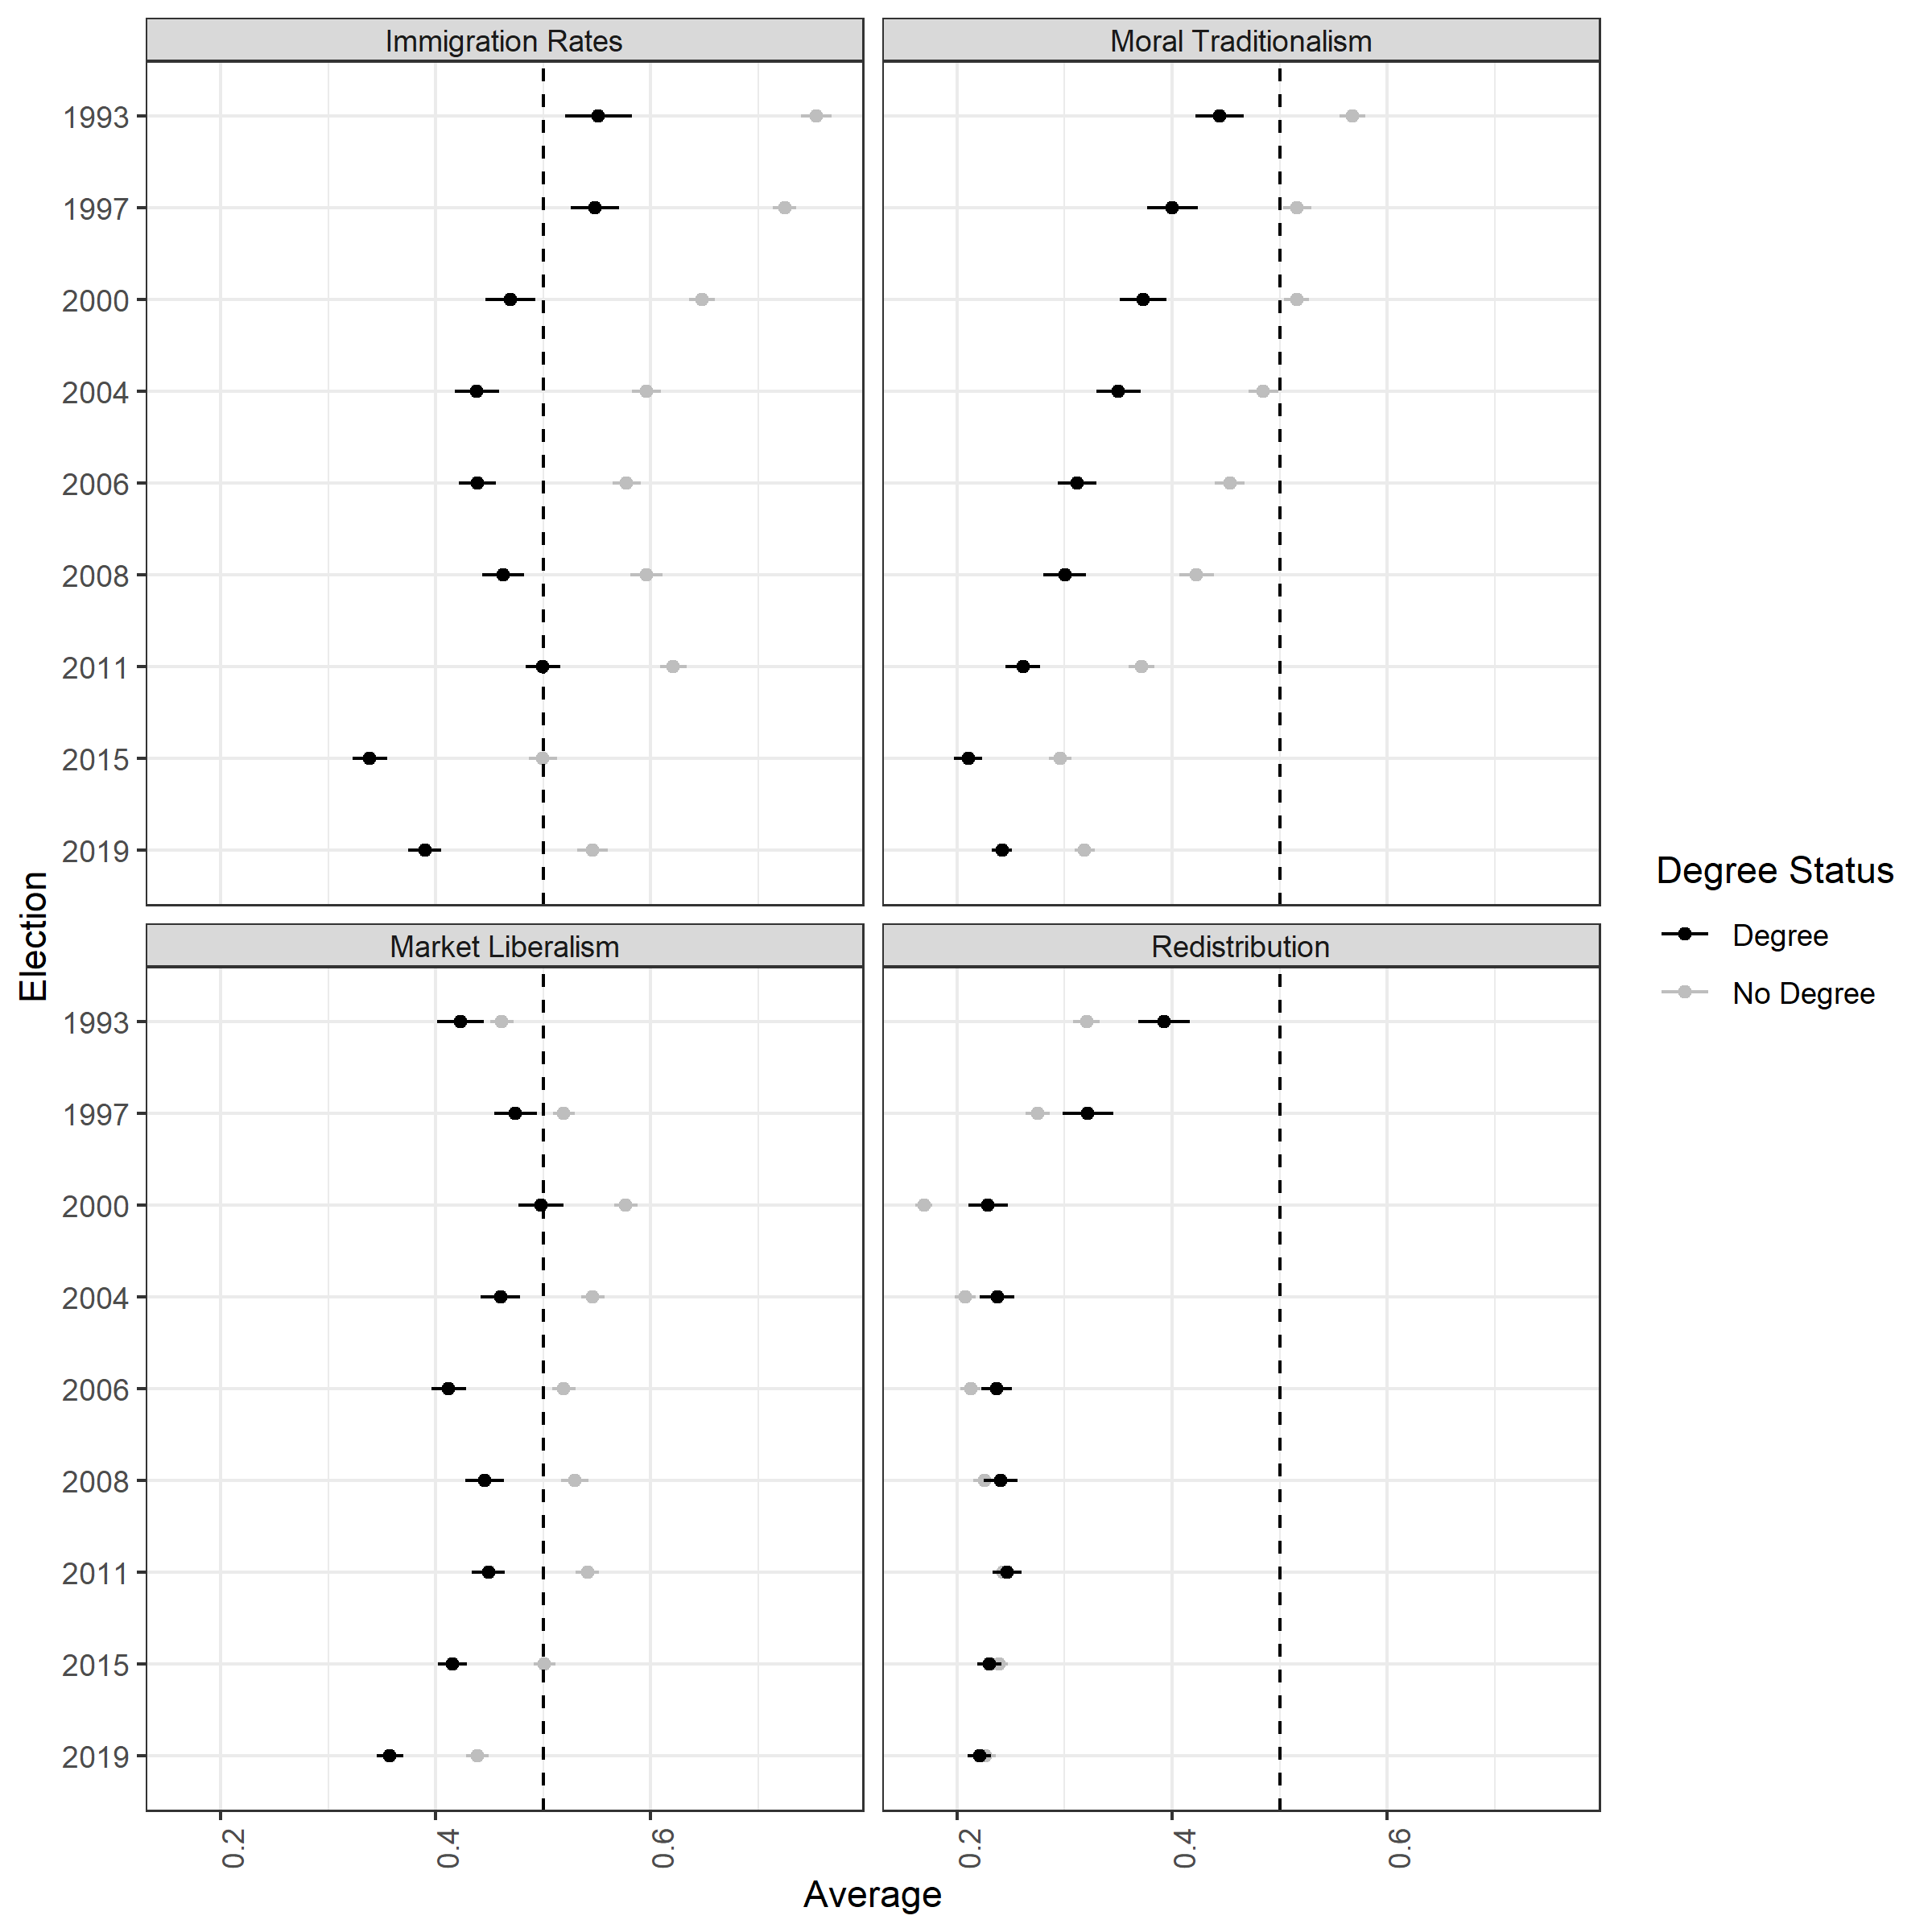 Immigration Rates
Moral Traditionalism
1993
1997
2000
2004
2006
2008
2011
2015
2019
Market Liberalism
Redistribution
1993
1997
2000
2004
2006
2008
2011
2015
2019
0.2
0.4
0.6
0.2
0.4
0.6
Average
Election
Degree Status
Degree
No Degree